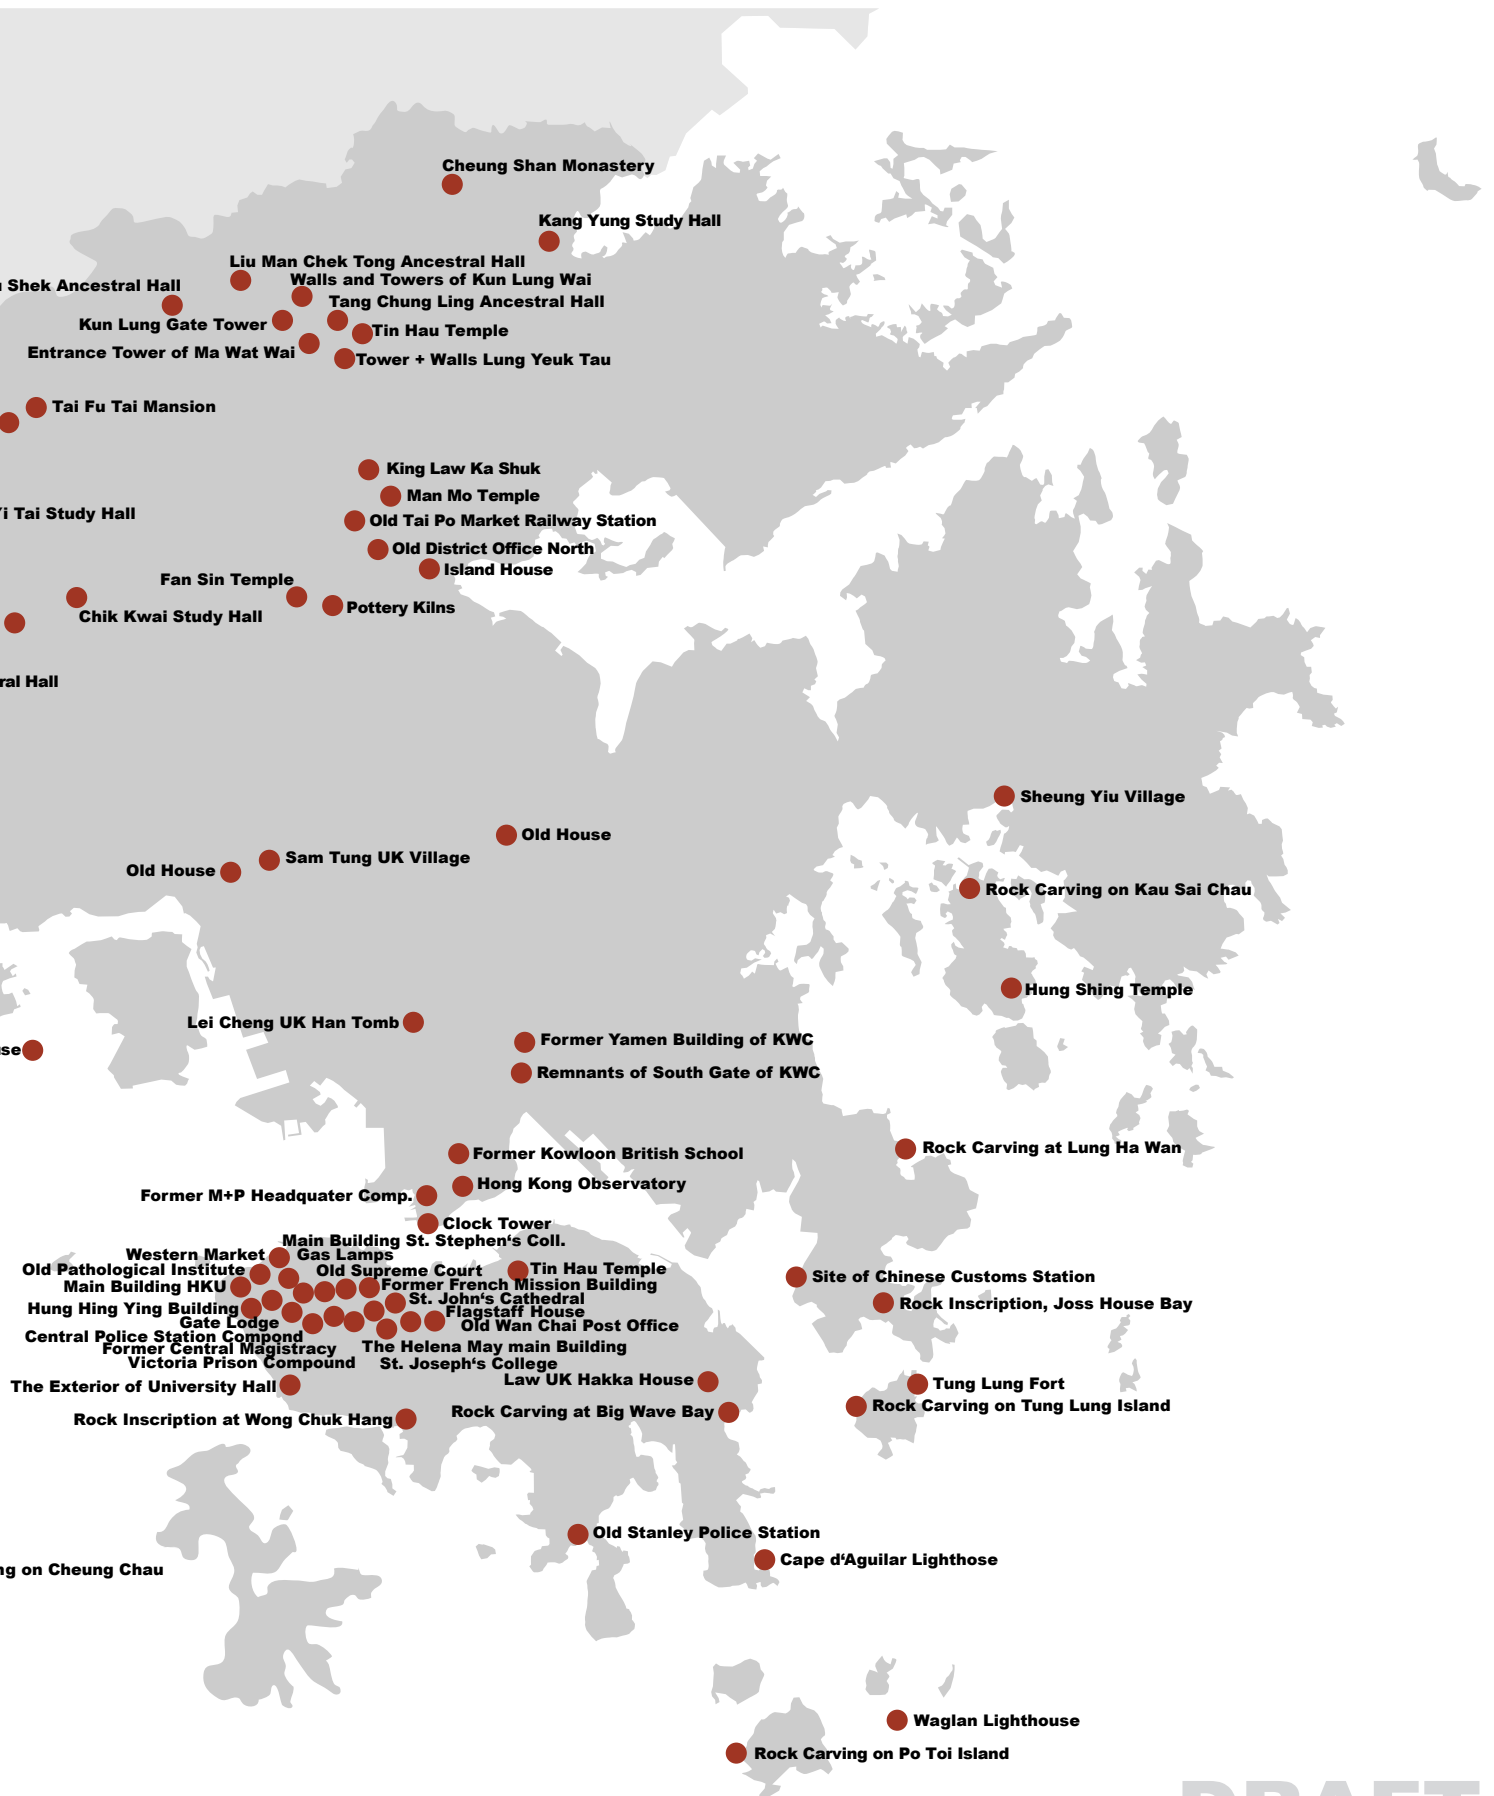 Cheung Shan Monastery
Kang Yung Study Hall
Liu Man Chek Tong Ancestral Hall
Walls and Towers of Kun Lung Wai
Shek Ancestral Hall
Tang Chung Ling Ancestral Hall
Kun Lung Gate Tower
Tin Hau Temple
Entrance Tower of Ma Wat Wai
Tower + Walls Lung Yeuk Tau
Tai Fu Tai Mansion
King Law Ka Shuk
Man Mo Temple
Yi Tai Study Hall
Old Tai Po Market Railway Station
Old District Office North
Island House
Fan Sin Temple
Pottery Kilns
Chik Kwai Study Hall
ral Hall
Sheung Yiu Village
Old House
Sam Tung UK Village
Old House
Rock Carving on Kau Sai Chau
Hung Shing Temple
Lei Cheng UK Han Tomb
Former Yamen Building of KWC
se
Remnants of South Gate of KWC
Rock Carving at Lung Ha Wan
Former Kowloon British School
Hong Kong Observatory
Former M+P Headquater Comp.
Clock Tower
Main Building St. Stephen‘s Coll.
Western Market
Gas Lamps
Old Pathological Institute
Old Supreme Court
Tin Hau Temple
Site of Chinese Customs Station
Main Building HKU
Former French Mission Building
St. John‘s Cathedral
Rock Inscription, Joss House Bay
Hung Hing Ying Building
Flagstaff House
Gate Lodge
Old Wan Chai Post Office
Central Police Station Compond
Former Central Magistracy
The Helena May main Building
Victoria Prison Compound
St. Joseph‘s College
Law UK Hakka House
Tung Lung Fort
The Exterior of University Hall
Rock Carving on Tung Lung Island
Rock Carving at Big Wave Bay
Rock Inscription at Wong Chuk Hang
Old Stanley Police Station
Cape d‘Aguilar Lighthose
ng on Cheung Chau
Waglan Lighthouse
Rock Carving on Po Toi Island
DRAFT